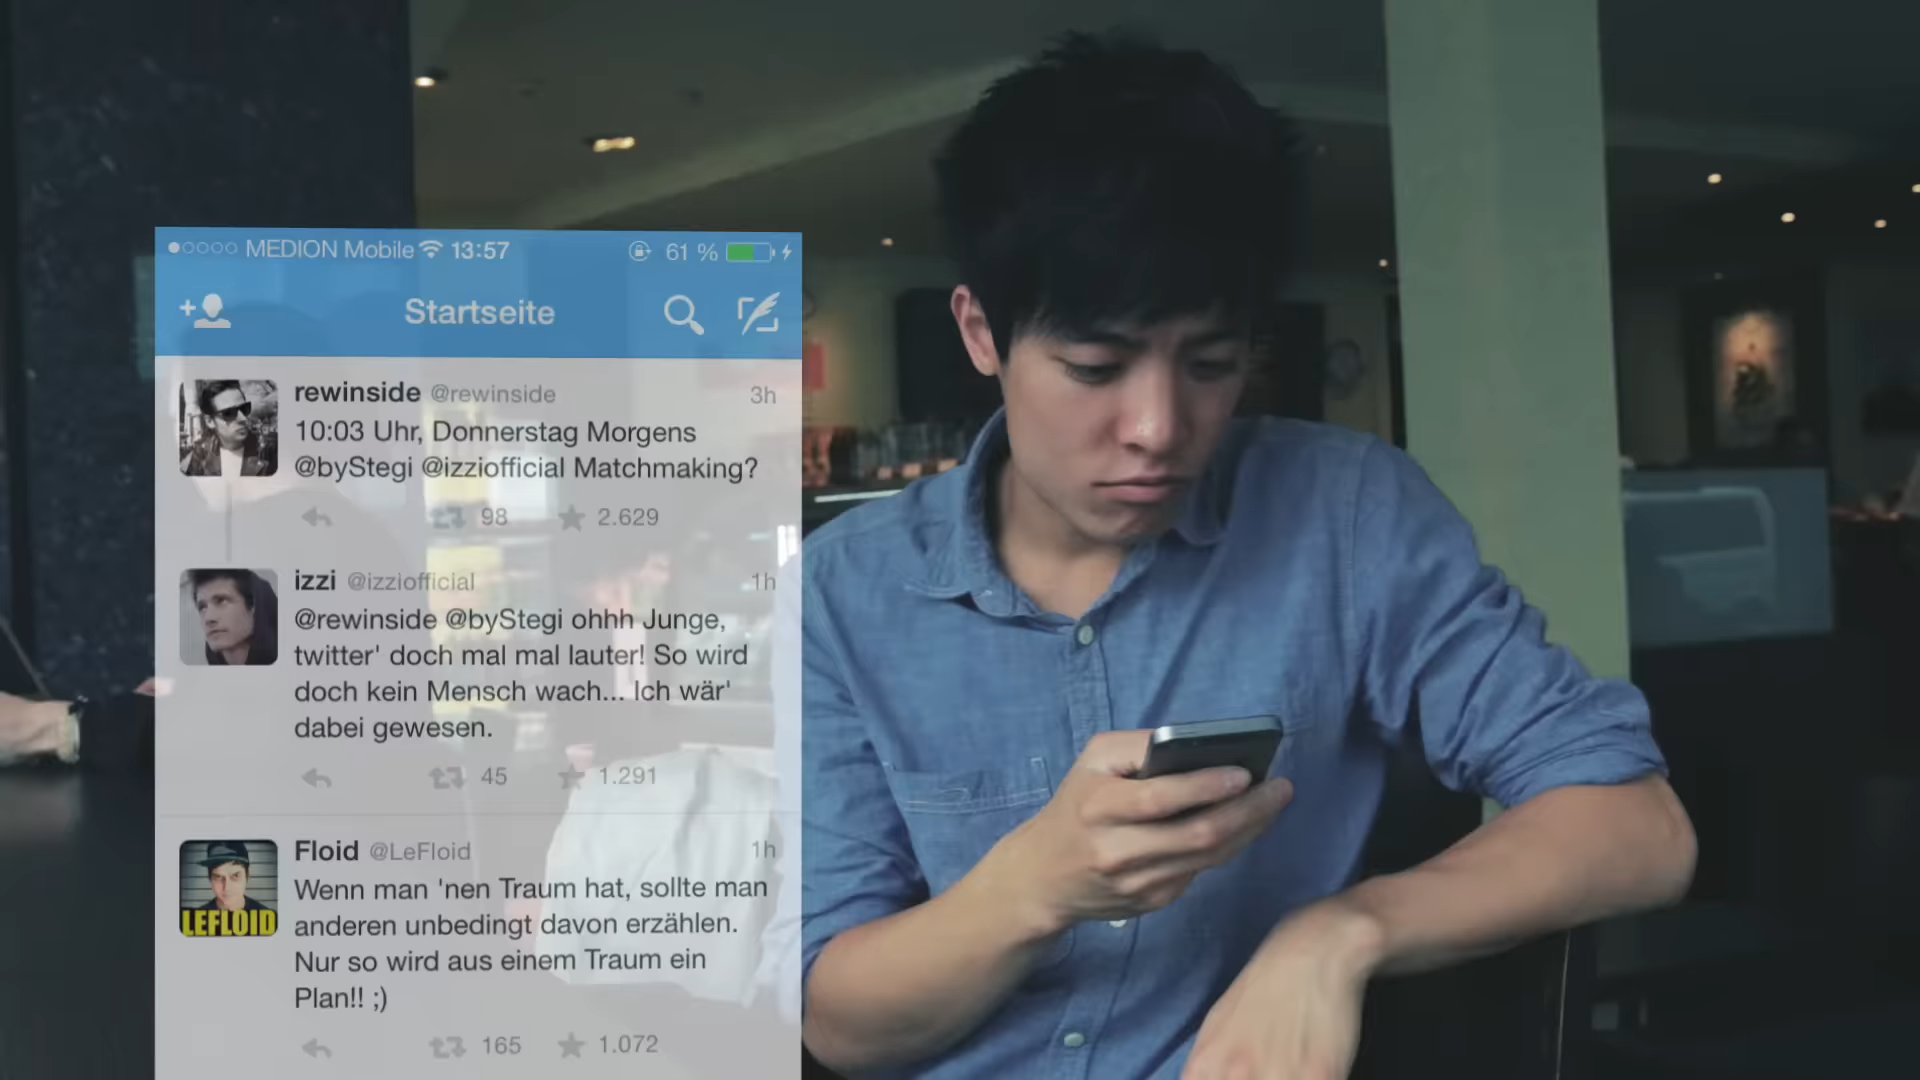 MEDION Mobile 13:57 61 %
Startseite
rewinside @rewinside 3h
10:03 Uhr, Donnerstag Morgens
@byStegi @izziofficial Matchmaking?
98 2.629
izzi @izziofficial 1h
@rewinside @byStegi ohhh Junge,
twitter' doch mal mal lauter! So wird
doch kein Mensch wach... Ich wär'
dabei gewesen.
45 1.291
Floid @LeFloid 1h
LEFLOID
Wenn man 'nen Traum hat, sollte man
anderen unbedingt davon erzählen.
Nur so wird aus einem Traum ein
Plan!! ;)
165 1.072